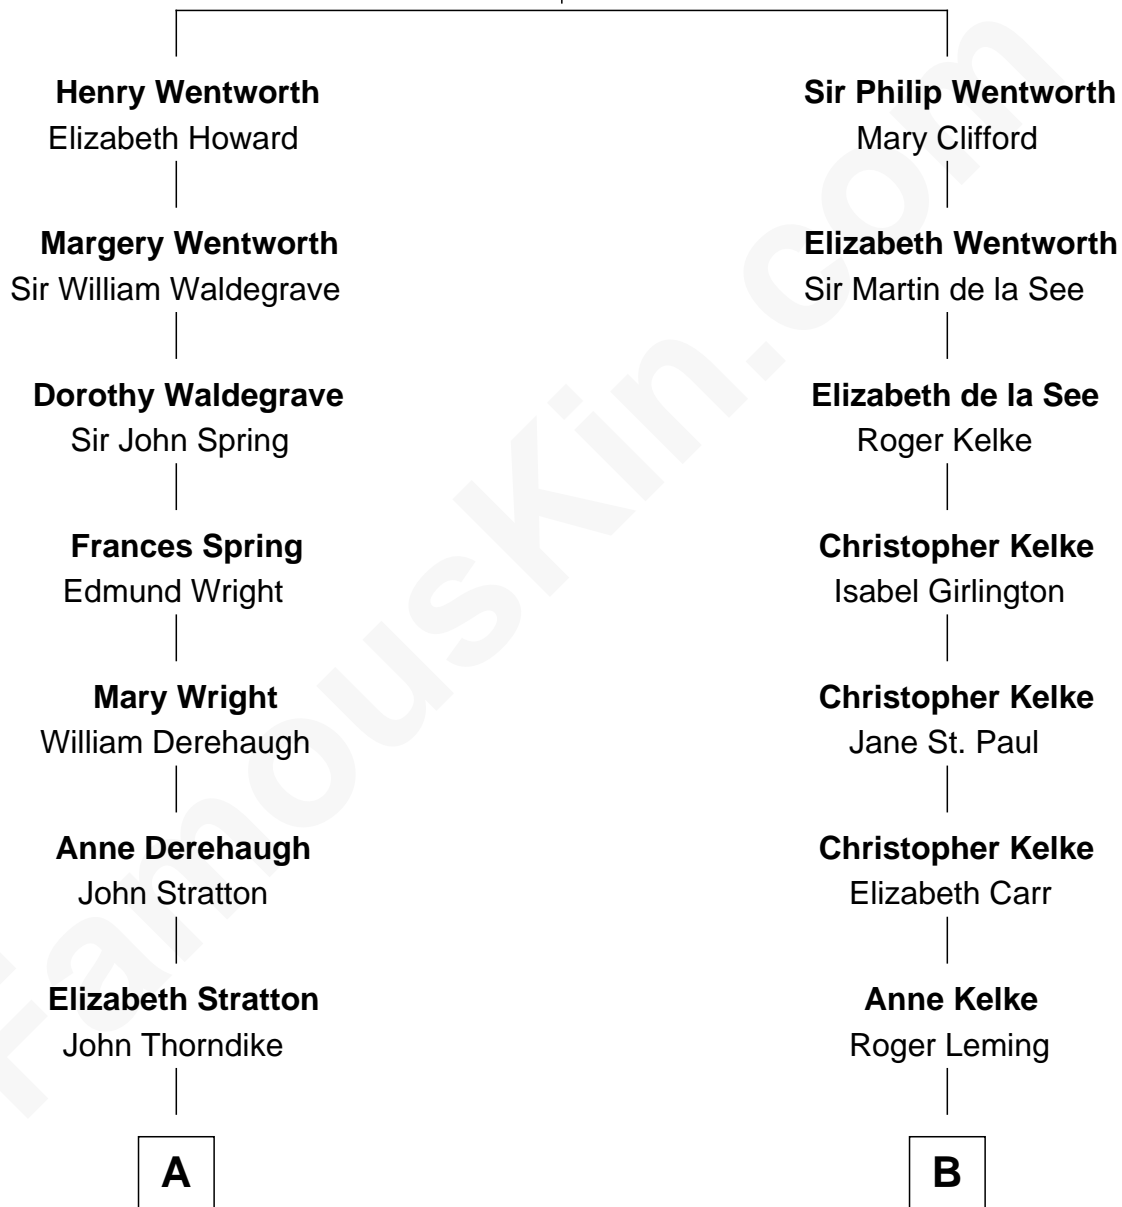 Henry Wentworth
Elizabeth Howard
Sir Philip Wentworth
Mary Clifford
Margery Wentworth
Sir William Waldegrave
Elizabeth Wentworth
Sir Martin de la See
Dorothy Waldegrave
Sir John Spring
Elizabeth de la See
Roger Kelke
Frances Spring
Edmund Wright
Christopher Kelke
Isabel Girlington
Mary Wright
William Derehaugh
Christopher Kelke
Jane St. Paul
Anne Derehaugh
John Stratton
Christopher Kelke
Elizabeth Carr
Elizabeth Stratton
John Thorndike
Anne Kelke
Roger Leming
A
B
FamousKin.com